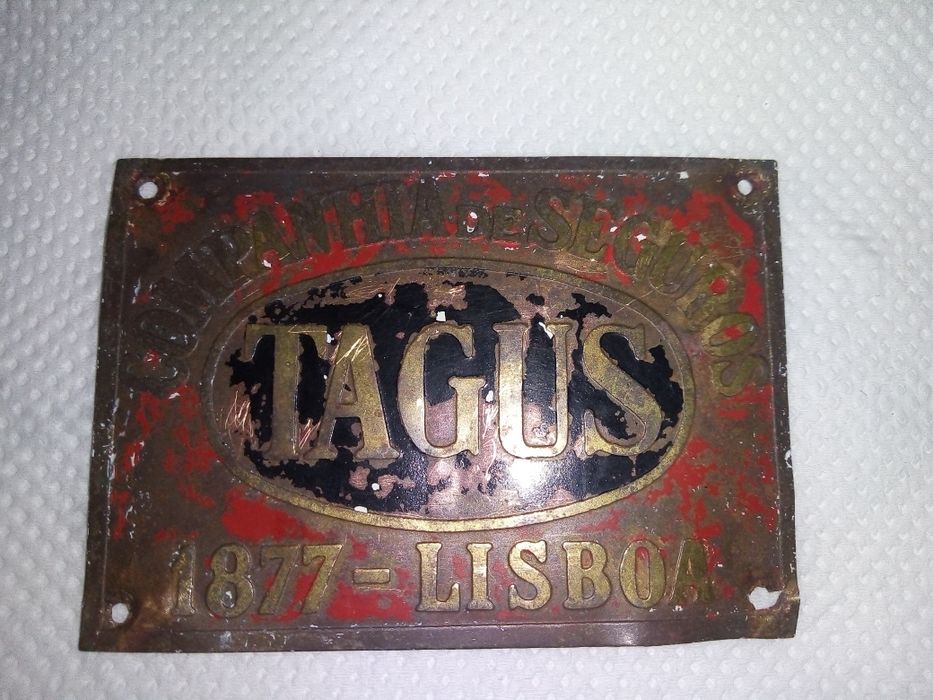 COMPANHIA DE SEGUROS
TAGUS
1877-LISBOA